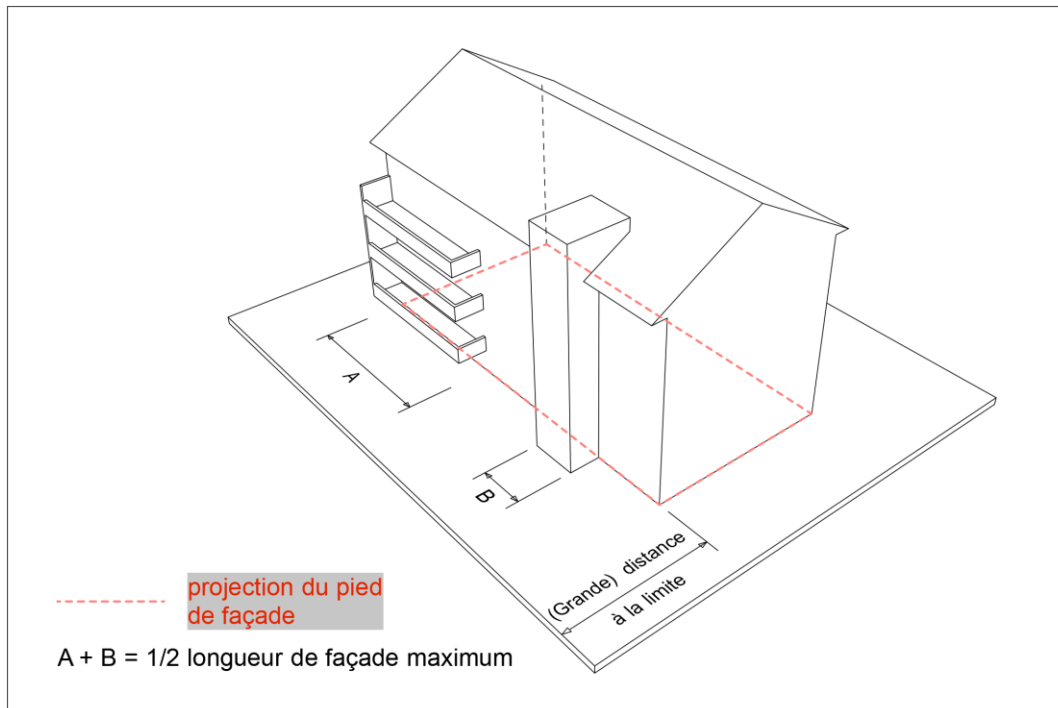 A
B
(Grande) distance
à la limite
projection du pied
de façade
A + B = 1/2 longueur de façade maximum